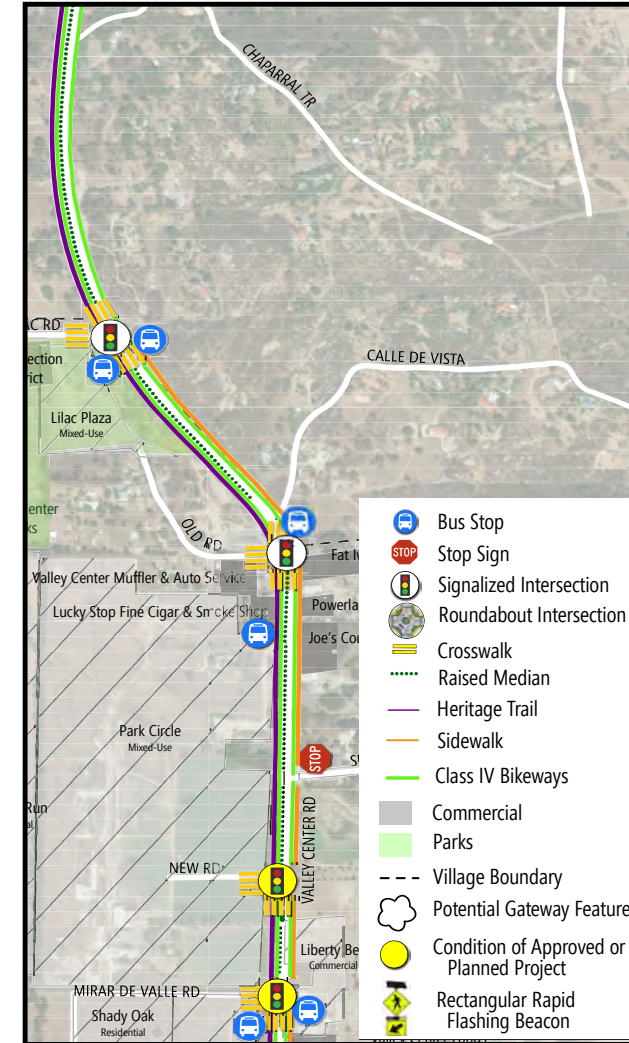 CHAPARRAL TR
AC RD
ection
rict
CALLE DE VISTA
Lilac Plaza
Mixed-Use
enter
ks
OLD RD
Fat Iv
Valley Center Muffler & Auto Service
Lucky Stop Fine Cigar & Smoke Shop
Powerla
Joe's Cou
Park Circle
Mixed-Use
STOP
SU
Run
al
VALLEY CENTER RD
NEW RD
Liberty Be
Commercial
MIRAR DE VALLE RD
Shady Oak
Residential
Bus Stop
STOP
Stop Sign
Signalized Intersection
Roundabout Intersection
Crosswalk
Raised Median
Heritage Trail
Sidewalk
Class IV Bikeways
Commercial
Parks
Village Boundary
Potential Gateway Feature
Condition of Approved or
Planned Project
Rectangular Rapid
Flashing Beacon